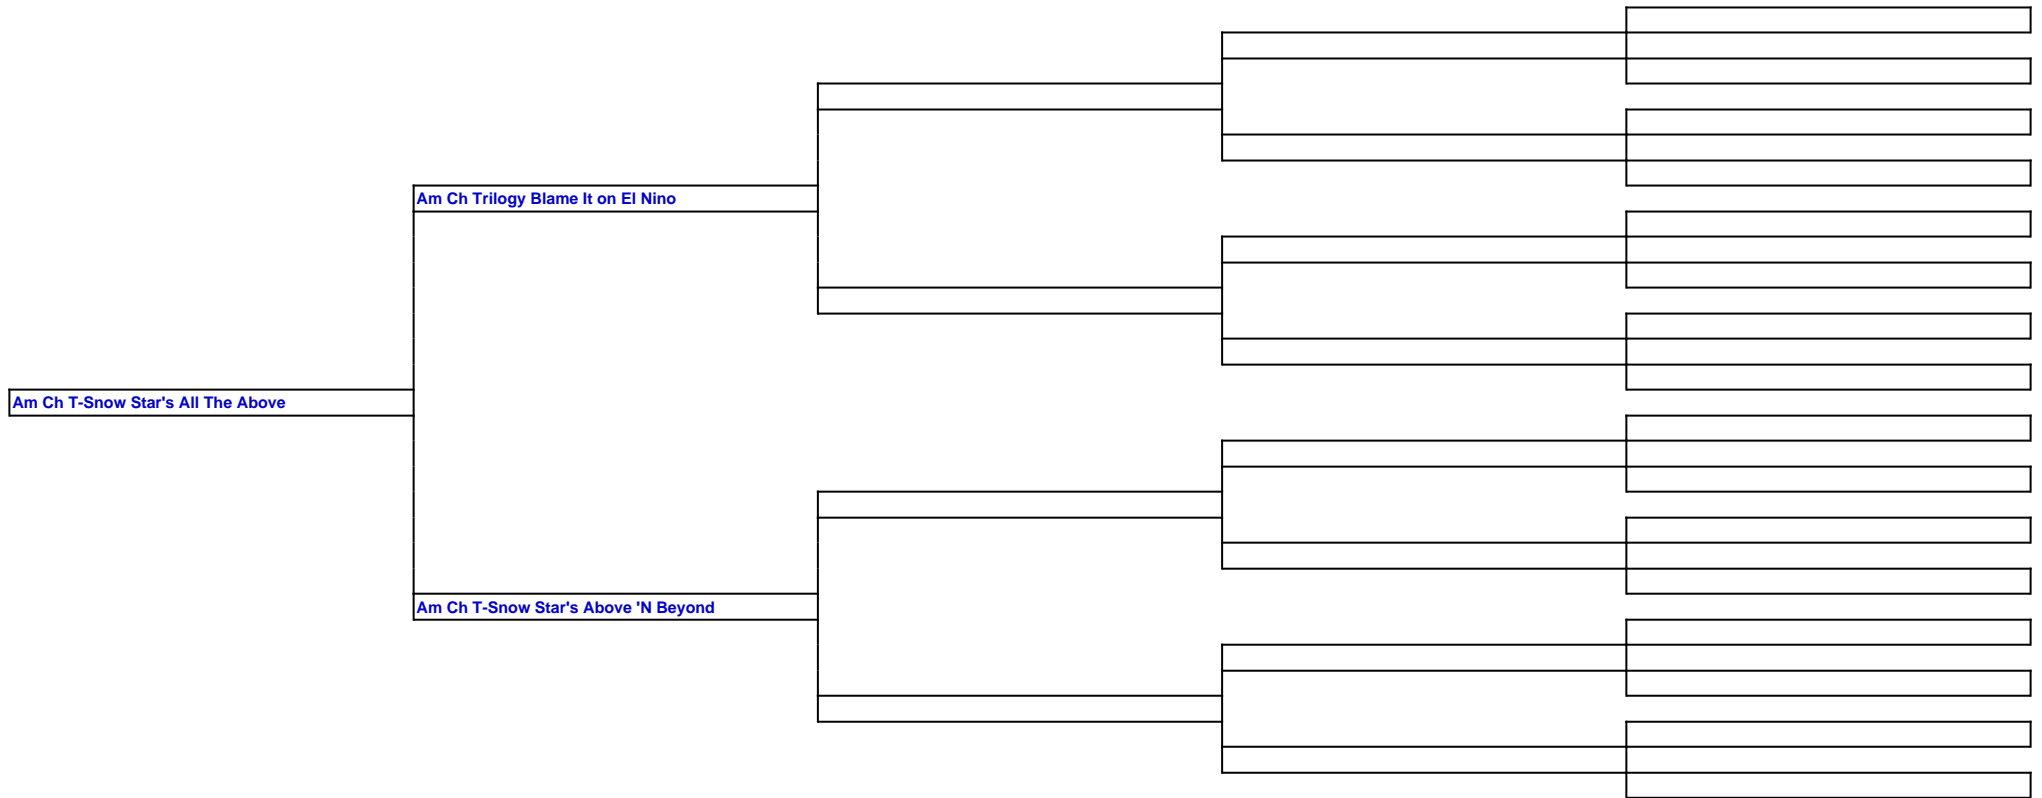 Am Ch Trilogy Blame It on El Nino
Am Ch T-Snow Star's All The Above
Am Ch T-Snow Star's Above 'N Beyond